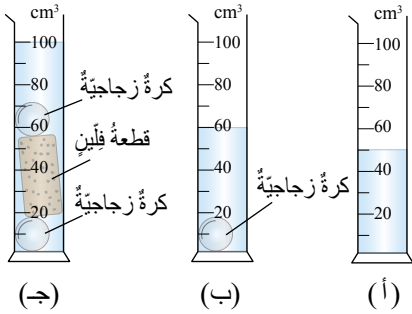 cm³ cm³ cm³
100 100 100
80 80 80
60 60 60
40 40 40
20 20 20
كرةٌ زجاجيّةٌ
قطعةُ فِلّينٍ
كرةٌ زجاجيّةٌ
كرةٌ زجاجيّةٌ
(أ) (ب) (جـ)